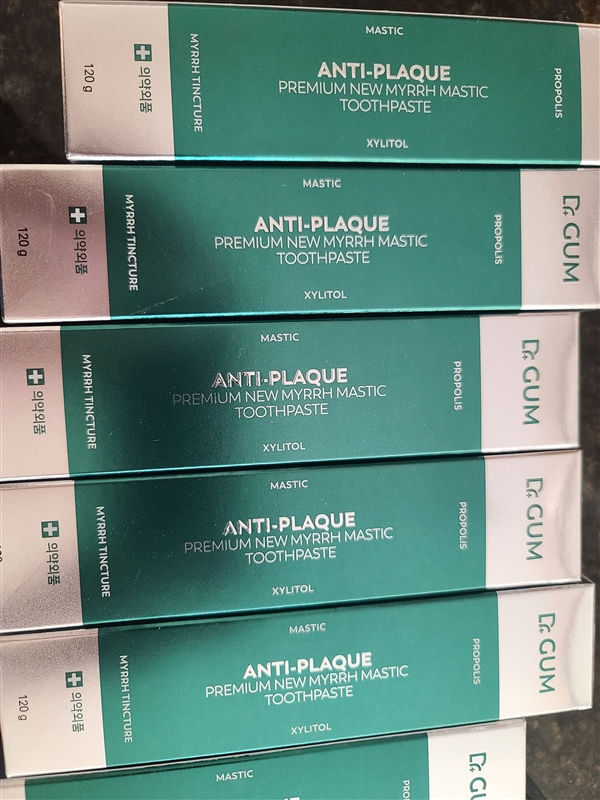 MASTIC
ANTI-PLAQUE
PREMIUM NEW MYRRH MASTIC
TOOTHPASTE
XYLITOL
MYRRH TINCTURE
PROPOLIS
의약외품
120 g
MASTIC
ANTI-PLAQUE
PREMIUM NEW MYRRH MASTIC
TOOTHPASTE
XYLITOL
MYRRH TINCTURE
PROPOLIS
의약외품
120 g
Dr. GUM
MASTIC
ANTI-PLAQUE
PREMIUM NEW MYRRH MASTIC
TOOTHPASTE
XYLITOL
MYRRH TINCTURE
PROPOLIS
의약외품
Dr. GUM
MASTIC
ANTI-PLAQUE
PREMIUM NEW MYRRH MASTIC
TOOTHPASTE
XYLITOL
MYRRH TINCTURE
PROPOLIS
의약외품
Dr. GUM
MASTIC
ANTI-PLAQUE
PREMIUM NEW MYRRH MASTIC
TOOTHPASTE
XYLITOL
MYRRH TINCTURE
PROPOLIS
의약외품
120 g
Dr. GUM
MASTIC